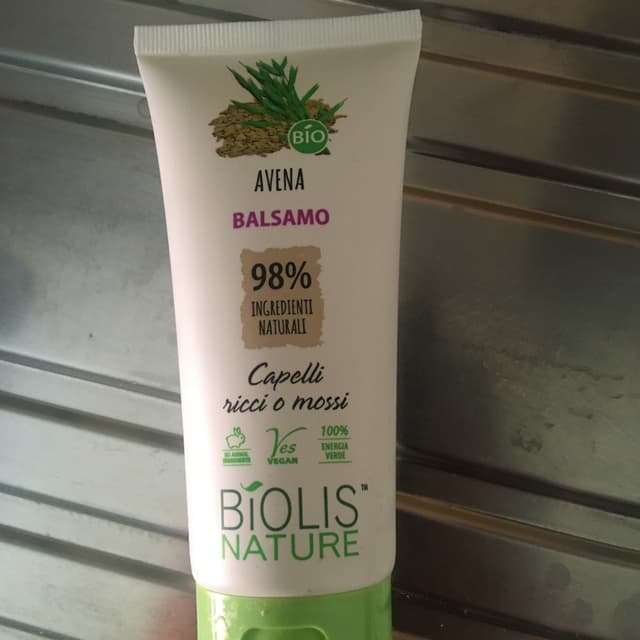 BIO
AVENA
BALSAMO
98%
INGREDIENTI
NATURALI
Capelli
ricci o mossi
Yes
VEGAN
100%
ENERGIA
VERDE
BiOLIS™
NATURE